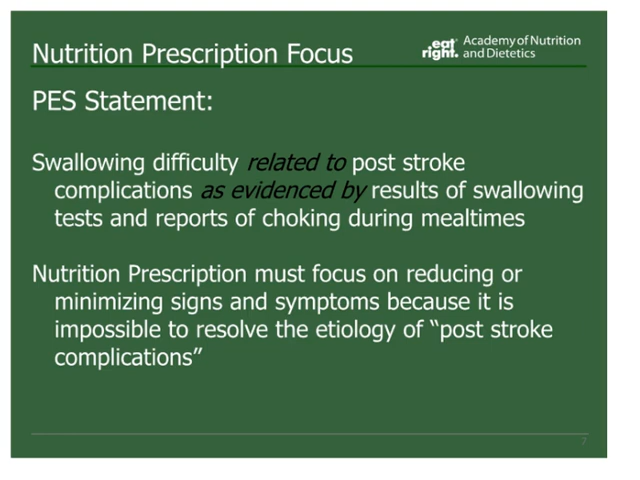 Nutrition Prescription Focus
eat right. Academy of Nutrition
and Dietetics
PES Statement:
Swallowing difficulty related to post stroke
complications as evidenced by results of swallowing
tests and reports of choking during mealtimes
Nutrition Prescription must focus on reducing or
minimizing signs and symptoms because it is
impossible to resolve the etiology of “post stroke
complications”
7